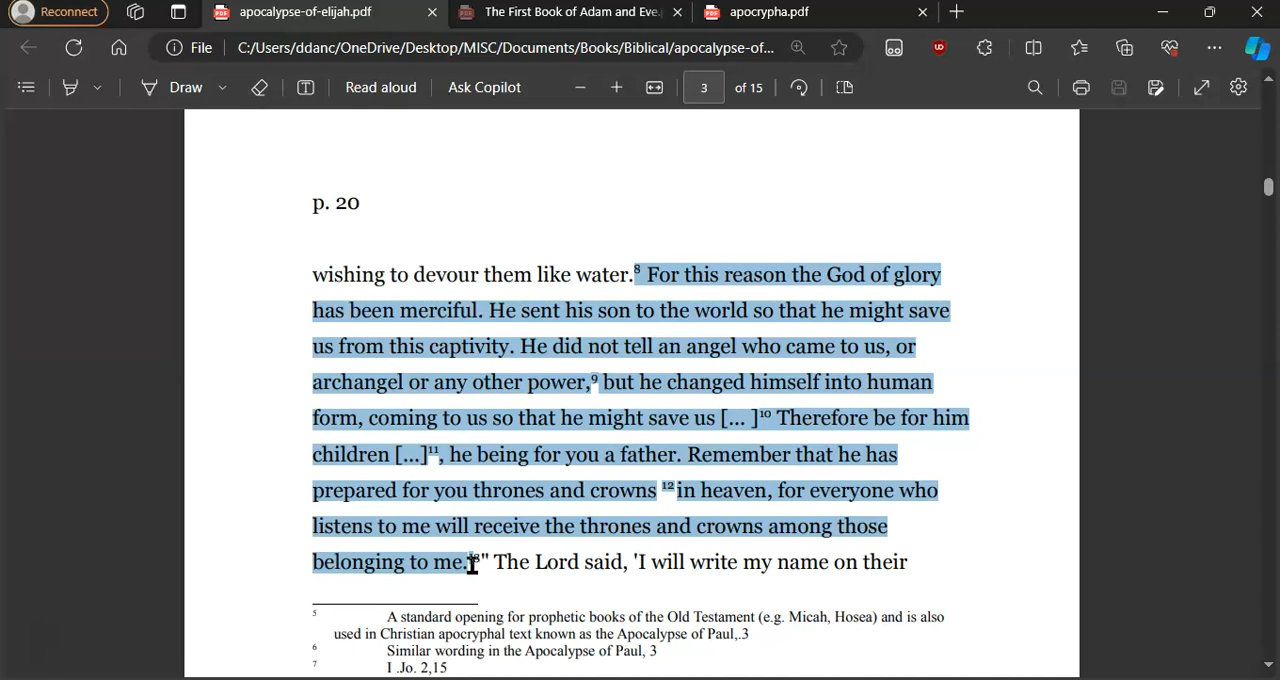 Reconnect
apocalypse-of-elijah.pdf
The First Book of Adam and Eve.
apocrypha.pdf
File
C:/Users/ddanc/OneDrive/Desktop/MISC/Documents/Books/Biblical/apocalypse-of...
Draw
Read aloud
Ask Copilot
3
of 15
p. 20
wishing to devour them like water.⁸ For this reason the God of glory
has been merciful. He sent his son to the world so that he might save
us from this captivity. He did not tell an angel who came to us, or
archangel or any other power,⁹ but he changed himself into human
form, coming to us so that he might save us [... ]¹⁰ Therefore be for him
children [...]¹¹, he being for you a father. Remember that he has
prepared for you thrones and crowns ¹² in heaven, for everyone who
listens to me will receive the thrones and crowns among those
belonging to me." The Lord said, 'I will write my name on their
5 A standard opening for prophetic books of the Old Testament (e.g. Micah, Hosea) and is also
used in Christian apocryphal text known as the Apocalypse of Paul,.3
6 Similar wording in the Apocalypse of Paul, 3
7 I .Jo. 2,15